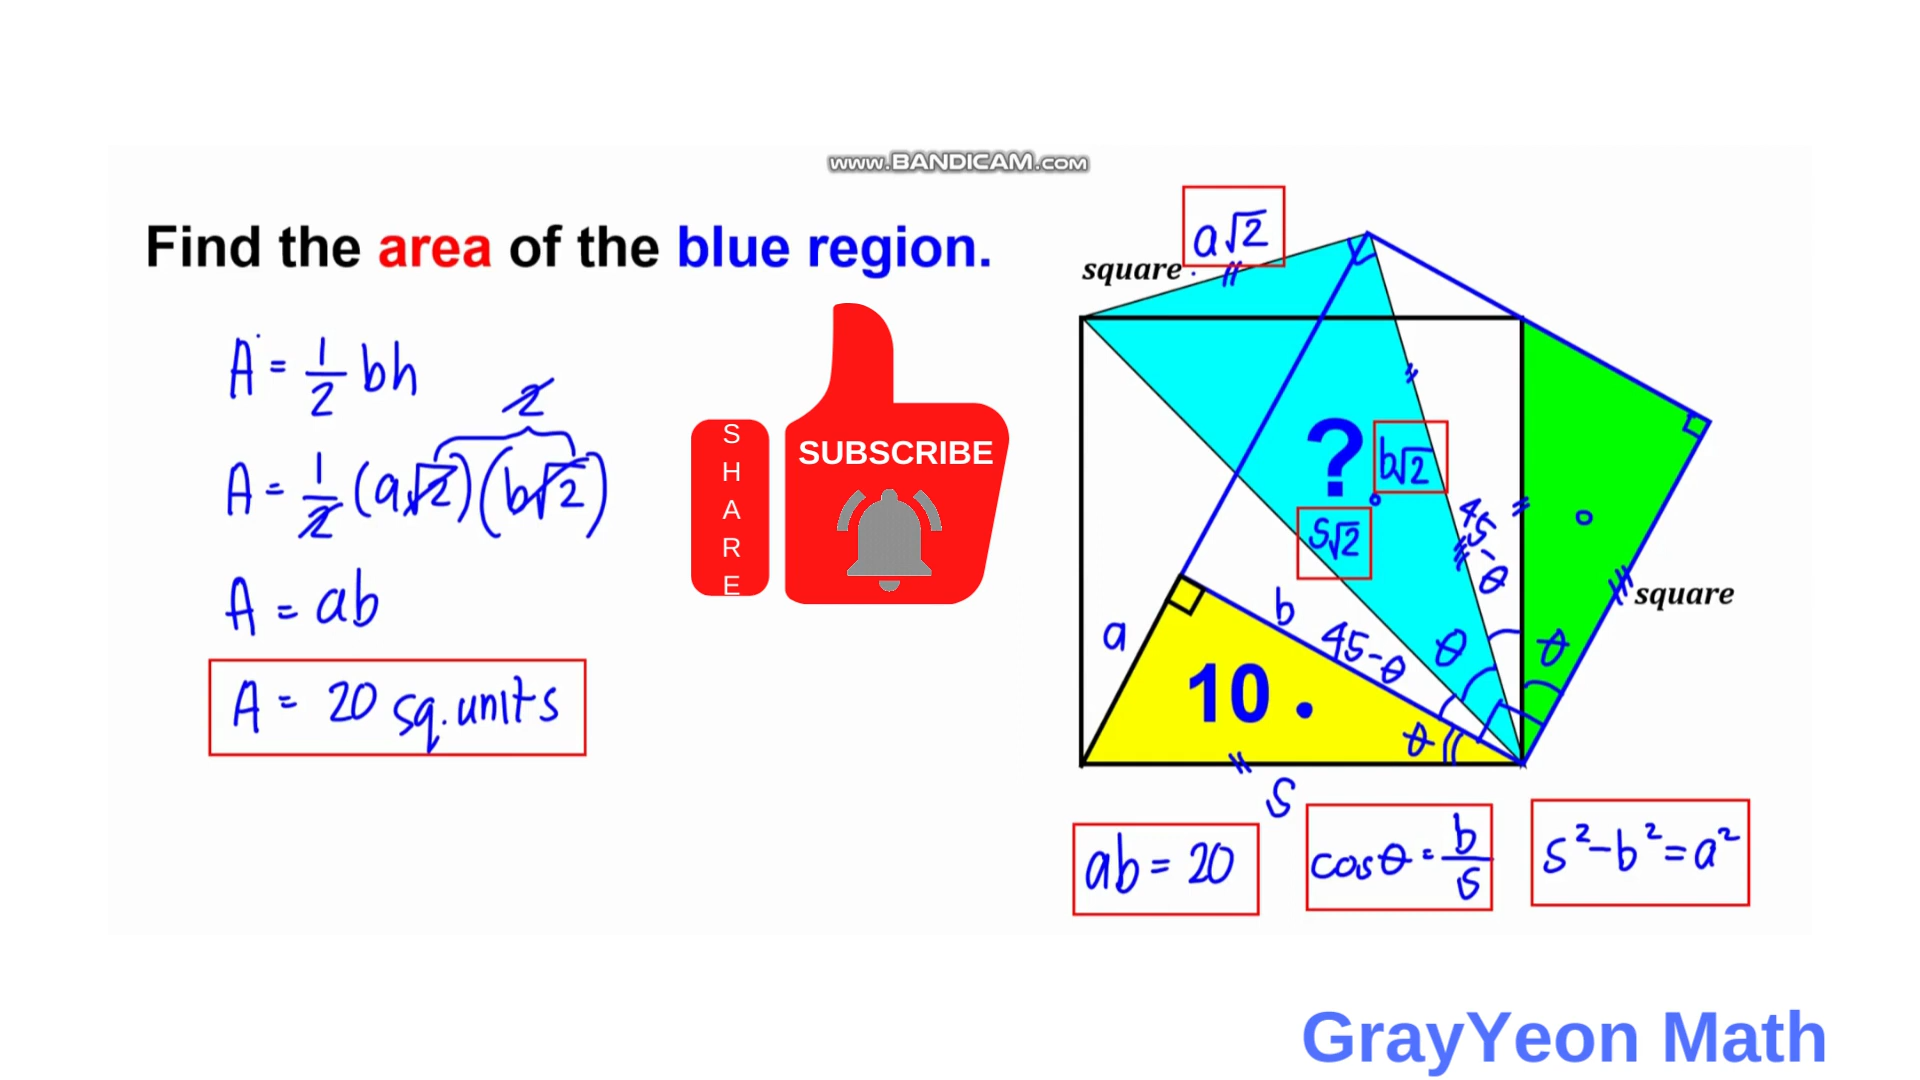 www.BANDICAM.com
Find the area of the blue region.
A = 1/2 bh
2
A = 1/2 (a√2)(b√2)
A = ab
A = 20 sq.units
S
H
A
R
E
SUBSCRIBE
a√2
square
?
b√2
s√2
45-θ
square
a
b
45-θ
θ
θ
10
θ
s
ab = 20
cosθ = b/s
s²-b² = a²
GrayYeon Math